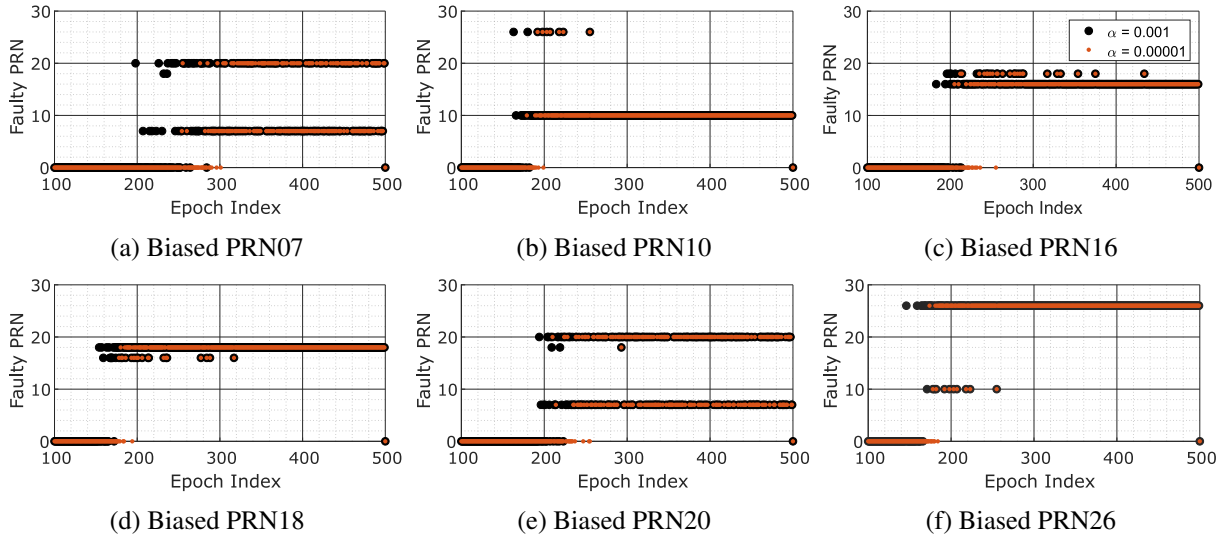 30
20
10
0
Faulty PRN
100 200 300 400 500
Epoch Index
(a) Biased PRN07
30
20
10
0
Faulty PRN
100 200 300 400 500
Epoch Index
(b) Biased PRN10
30
20
10
0
Faulty PRN
α = 0.001
α = 0.00001
100 200 300 400 500
Epoch Index
(c) Biased PRN16
30
20
10
0
Faulty PRN
100 200 300 400 500
Epoch Index
(d) Biased PRN18
30
20
10
0
Faulty PRN
100 200 300 400 500
Epoch Index
(e) Biased PRN20
30
20
10
0
Faulty PRN
100 200 300 400 500
Epoch Index
(f) Biased PRN26